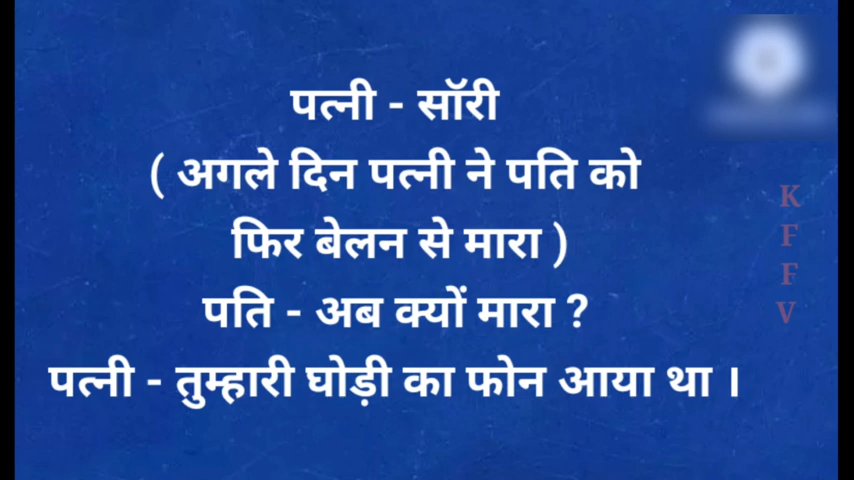 पत्नी - सॉरी
( अगले दिन पत्नी ने पति को
फिर बेलन से मारा )
पति - अब क्यों मारा ?
पत्नी - तुम्हारी घोड़ी का फोन आया था ।
K
F
F
V